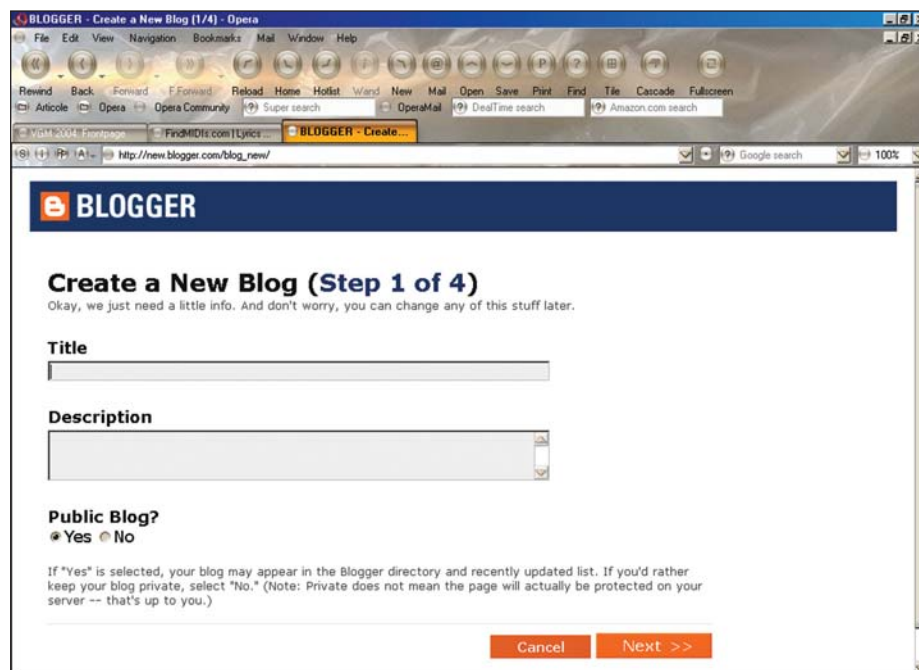 BLOGGER - Create a New Blog (1/4) - Opera
File Edit View Navigation Bookmarks Mail Window Help
Rewind Back Forward F.Forward Reload Home Hotlist Wand New Mail Open Save Print Find Tile Cascade Fullscreen
Articole Opera Opera Community Super search OperaMail DealTime search Amazon.com search
VGM 2004: Frontpage FindMIDIs.com | Lyrics ... BLOGGER - Create...
http://new.blogger.com/blog_new/ Google search 100%
BLOGGER
Create a New Blog (Step 1 of 4)
Okay, we just need a little info. And don't worry, you can change any of this stuff later.
Title
Description
Public Blog?
Yes No
If "Yes" is selected, your blog may appear in the Blogger directory and recently updated list. If you'd rather
keep your blog private, select "No." (Note: Private does not mean the page will actually be protected on your
server -- that's up to you.)
Cancel Next >>